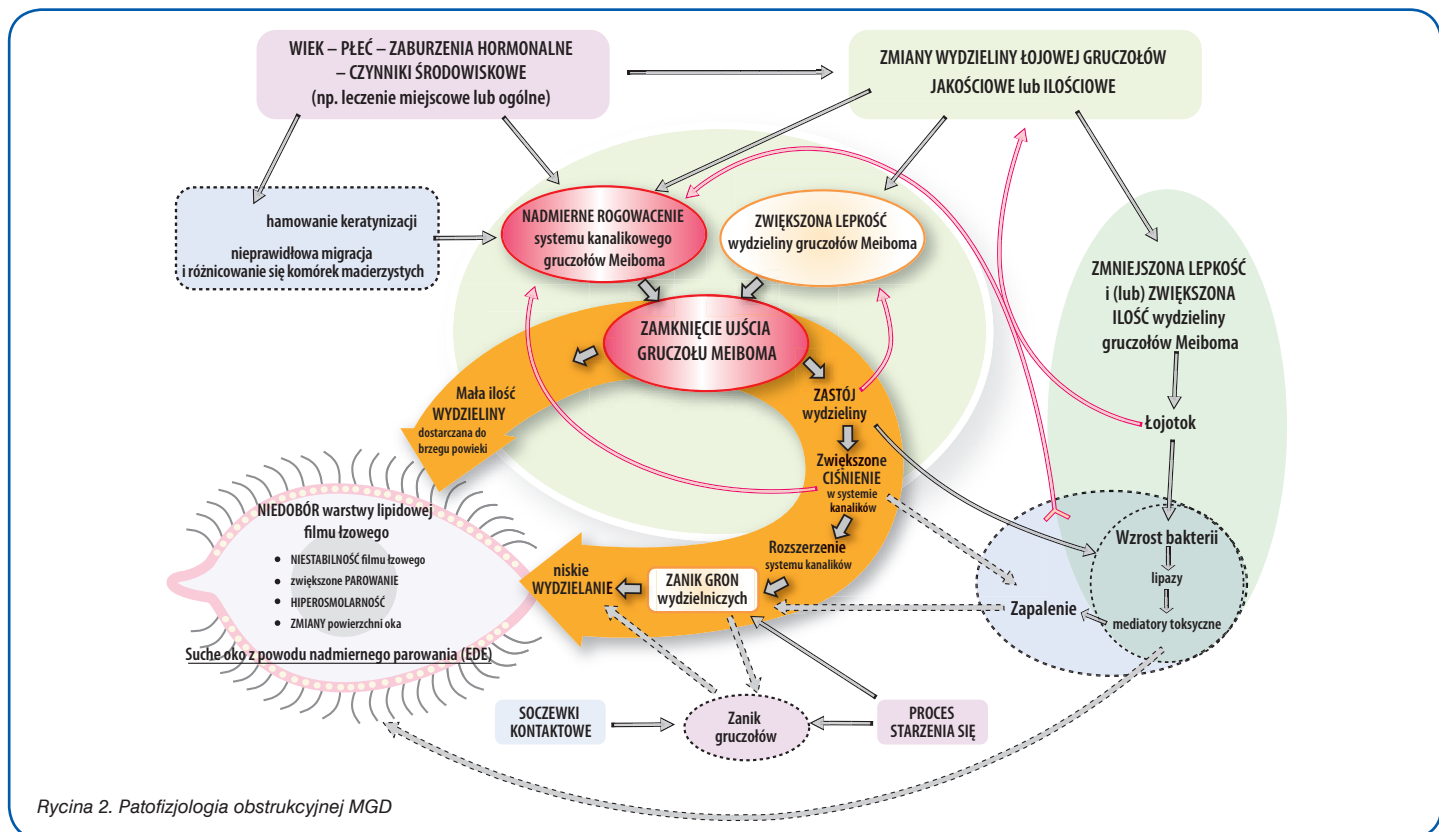 WIEK – PŁEĆ – ZABURZENIA HORMONALNE
– CZYNNIKI ŚRODOWISKOWE
(np. leczenie miejscowe lub ogólne)
ZMIANY WYDZIELINY ŁOJOWEJ GRUCZOŁÓW
JAKOŚCIOWE lub ILOŚCIOWE
hamowanie keratynizacji
nieprawidłowa migracja
i różnicowanie się komórek macierzystych
NADMIERNE ROGOWACENIE
systemu kanalikowego
gruczołów Meiboma
ZWIĘKSZONA LEPKOŚĆ
wydzieliny gruczołów Meiboma
ZMNIEJSZONA LEPKOŚĆ
i (lub) ZWIĘKSZONA
ILOŚĆ wydzieliny
gruczołów Meiboma
ZAMKNIĘCIE UJŚCIA
GRUCZOŁU MEIBOMA
Mała ilość
WYDZIELINY
dostarczana do
brzegu powieki
ZASTÓJ
wydzieliny
Łojotok
Zwiększone
CIŚNIENIE
w systemie
kanalików
NIEDOBÓR warstwy lipidowej
filmu łzowego
• NIESTABILNOŚĆ filmu łzowego
• zwiększone PAROWANIE
• HIPEROSMOLARNOŚĆ
• ZMIANY powierzchni oka
Suche oko z powodu nadmiernego parowania (EDE)
Rozszerzenie
systemu kanalików
niskie
WYDZIELANIE
ZANIK GRON
wydzielniczych
Wzrost bakterii
lipazy
mediatory toksyczne
Zapalenie
SOCZEWKI
KONTAKTOWE
Zanik
gruczołów
PROCES
STARZENIA SIĘ
Rycina 2. Patofizjologia obstrukcyjnej MGD